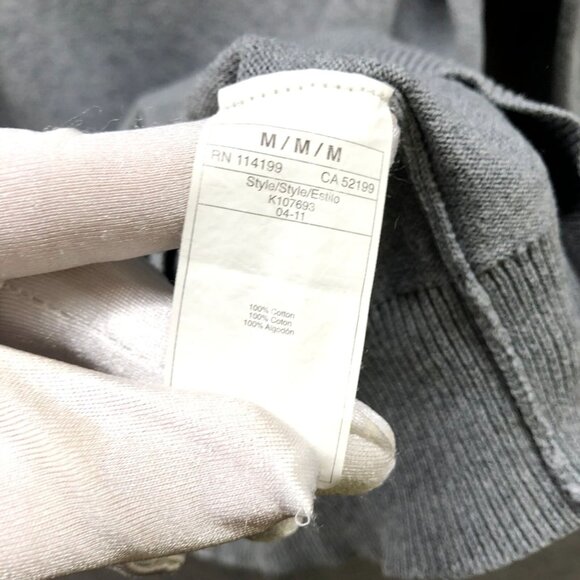 M / M / M
RN 114199 CA 52199
Style/Style/Estilo
K107693
04-11
100% Cotton
100% Coton
100% Algodón